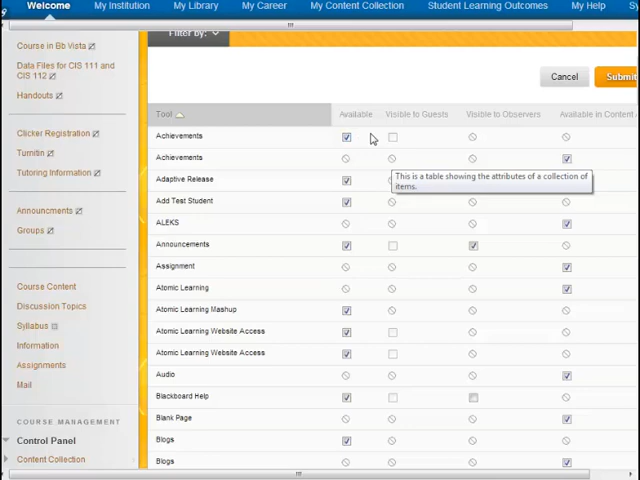 Welcome My Institution My Library My Career My Content Collection Student Learning Outcomes My Help
Filter by:
Course in Bb Vista
Data Files for CIS 111 and
CIS 112
Handouts
Clicker Registration
Turnitin
Tutoring Information
Announcments
Groups
Course Content
Discussion Topics
Syllabus
Information
Assignments
Mail
COURSE MANAGEMENT
Control Panel
Content Collection
Cancel Submit
Tool Available Visible to Guests Visible to Observers Available in Content
Achievements
Achievements
Adaptive Release
Add Test Student
ALEKS
Announcements
Assignment
Atomic Learning
Atomic Learning Mashup
Atomic Learning Website Access
Atomic Learning Website Access
Audio
Blackboard Help
Blank Page
Blogs
Blogs
This is a table showing the attributes of a collection of
items.